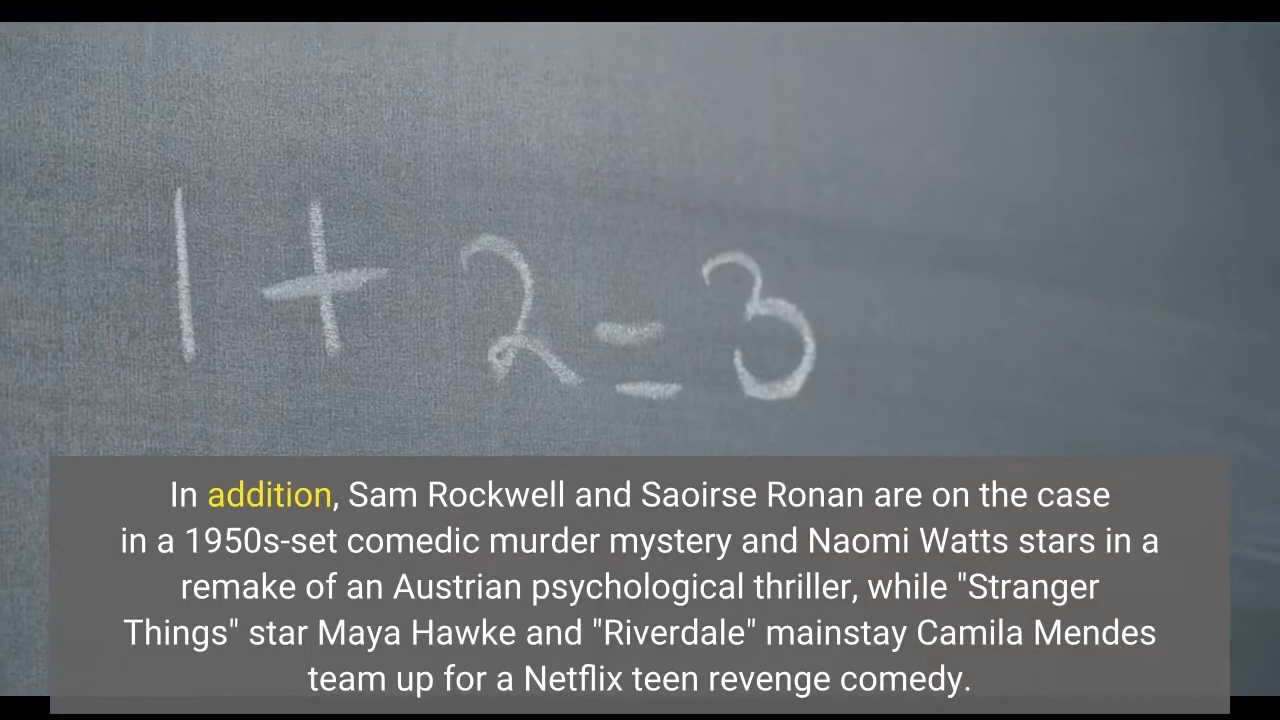 1 + 2 = 3
In addition, Sam Rockwell and Saoirse Ronan are on the case
in a 1950s-set comedic murder mystery and Naomi Watts stars in a
remake of an Austrian psychological thriller, while "Stranger
Things" star Maya Hawke and "Riverdale" mainstay Camila Mendes
team up for a Netflix teen revenge comedy.